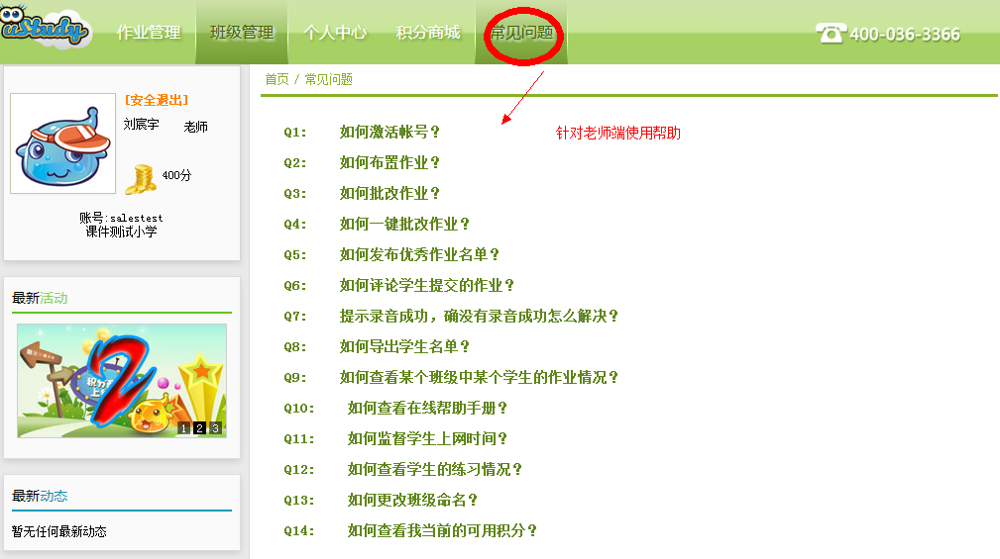 uStudy
作业管理 班级管理 个人中心 积分商城 常见问题 400-036-3366
[安全退出]
刘宸宇 老师
400分
账号:salestest
课件测试小学
最新活动
2
1 2 3
最新动态
暂无任何最新动态
首页 / 常见问题
针对老师端使用帮助
Q1: 如何激活帐号？
Q2: 如何布置作业？
Q3: 如何批改作业？
Q4: 如何一键批改作业？
Q5: 如何发布优秀作业名单？
Q6: 如何评论学生提交的作业？
Q7: 提示录音成功，确没有录音成功怎么解决？
Q8: 如何导出学生名单？
Q9: 如何查看某个班级中某个学生的作业情况？
Q10: 如何查看在线帮助手册？
Q11: 如何监督学生上网时间？
Q12: 如何查看学生的练习情况？
Q13: 如何更改班级命名？
Q14: 如何查看我当前的可用积分？